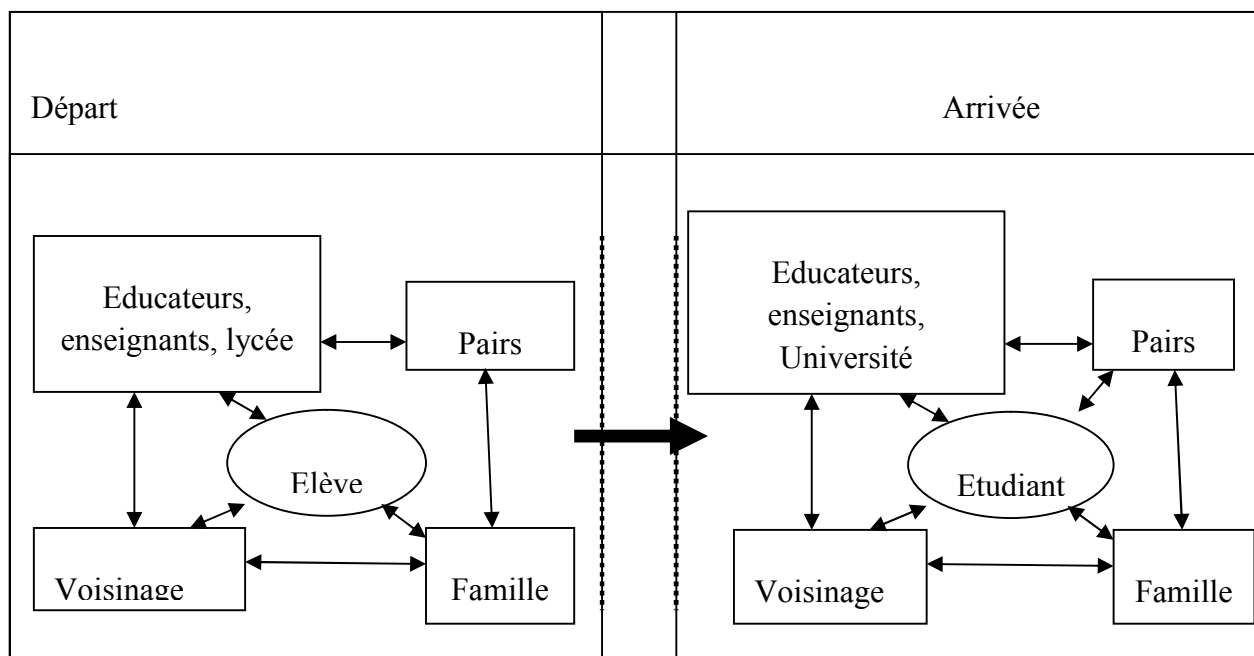 Départ
Arrivée
Educateurs,
enseignants, lycée
Pairs
Elève
Voisinage
Famille
Educateurs,
enseignants,
Université
Pairs
Etudiant
Voisinage
Famille